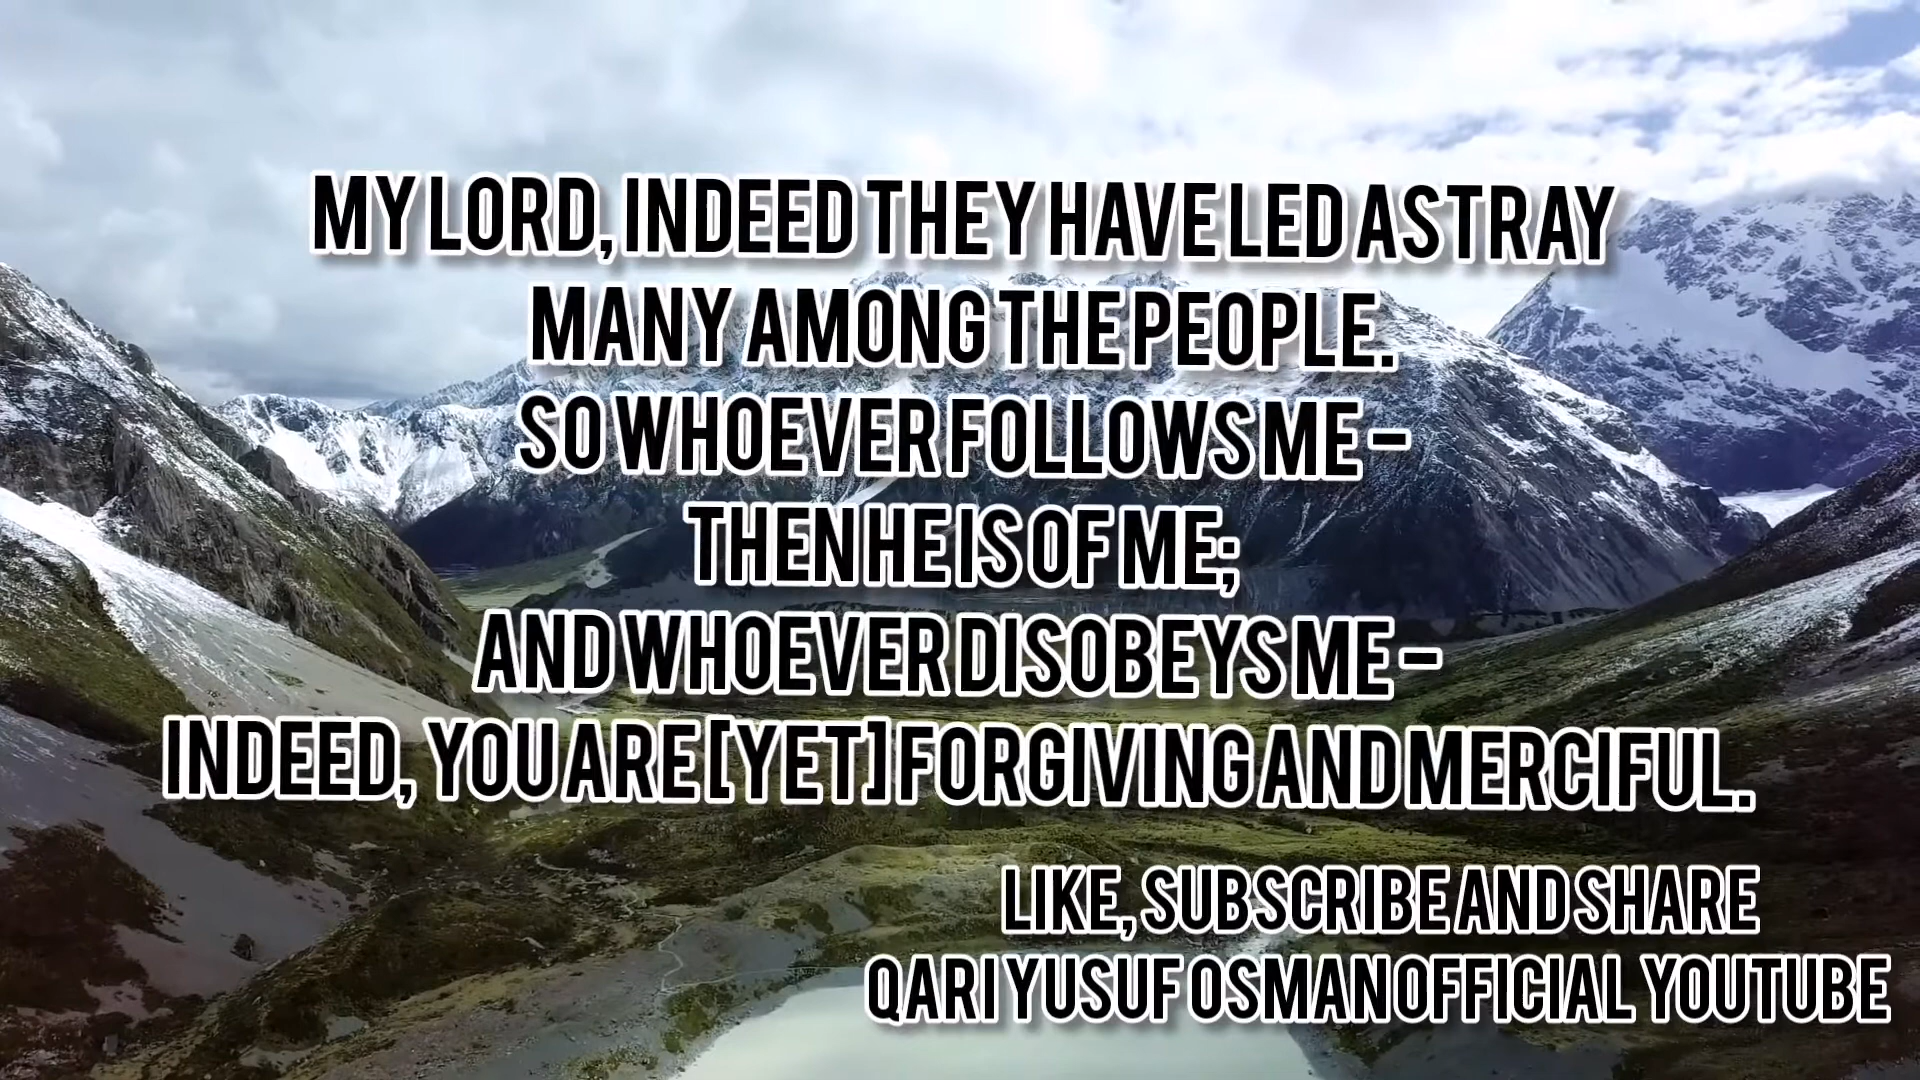 MY LORD, INDEED THEY HAVE LED ASTRAY
MANY AMONG THE PEOPLE.
SO WHOEVER FOLLOWS ME –
THEN HE IS OF ME;
AND WHOEVER DISOBEYS ME –
INDEED, YOU ARE [YET] FORGIVING AND MERCIFUL.
LIKE, SUBSCRIBE AND SHARE
QARI YUSUF OSMAN OFFICIAL YOUTUBE